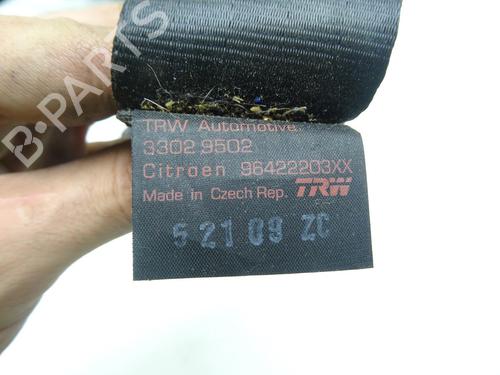 B-PARTS
TRW Automotive.
3302 9502
Citroen 96422203XX
Made in Czech Rep. TRW
5 21 09 ZC